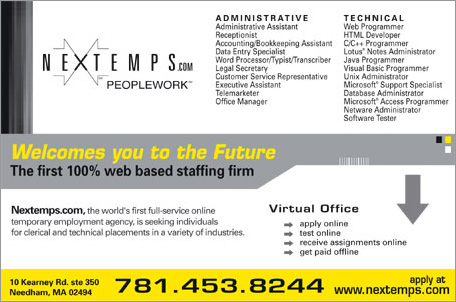 NEXTEMPS.COM
PEOPLEWORK
ADMINISTRATIVE
Administrative Assistant
Receptionist
Accounting/Bookkeeping Assistant
Data Entry Specialist
Word Processor/Typist/Transcriber
Legal Secretary
Customer Service Representative
Executive Assistant
Telemarketer
Office Manager
TECHNICAL
Web Programmer
HTML Developer
C/C++ Programmer
Lotus® Notes Administrator
Java Programmer
Visual Basic Programmer
Unix Administrator
Microsoft® Support Specialist
Database Administrator
Microsoft® Access Programmer
Netware Administrator
Software Tester
Welcomes you to the Future
The first 100% web based staffing firm
Nextemps.com, the world's first full-service online
temporary employment agency, is seeking individuals
for clerical and technical placements in a variety of industries.
Virtual Office
apply online
test online
receive assignments online
get paid offline
10 Kearney Rd. ste 350
Needham, MA 02494
781.453.8244
apply at
www.nextemps.com